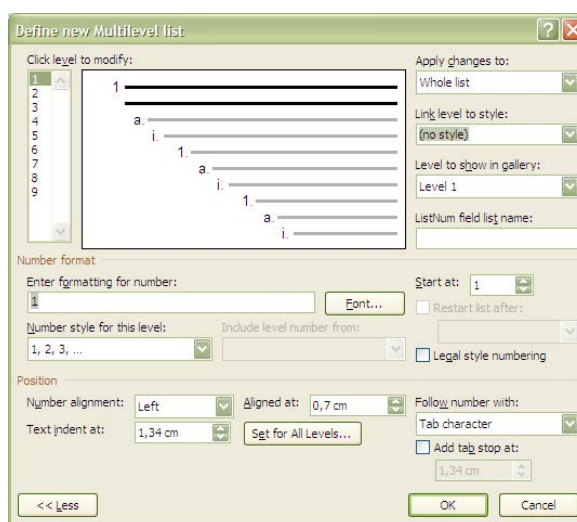 Define new Multilevel list
Click level to modify:
1
2
3
4
5
6
7
8
9
1
a.
i.
1.
a.
i.
1.
a.
i.
Apply changes to:
Whole list
Link level to style:
(no style)
Level to show in gallery:
Level 1
ListNum field list name:
Number format
Enter formatting for number:
1
Font...
Start at: 1
Restart list after:
Number style for this level:
Include level number from:
1, 2, 3, ...
Legal style numbering
Position
Number alignment: Left
Aligned at: 0,7 cm
Follow number with:
Tab character
Text indent at: 1,34 cm
Set for All Levels...
Add tab stop at:
1,34 cm
<< Less
OK
Cancel